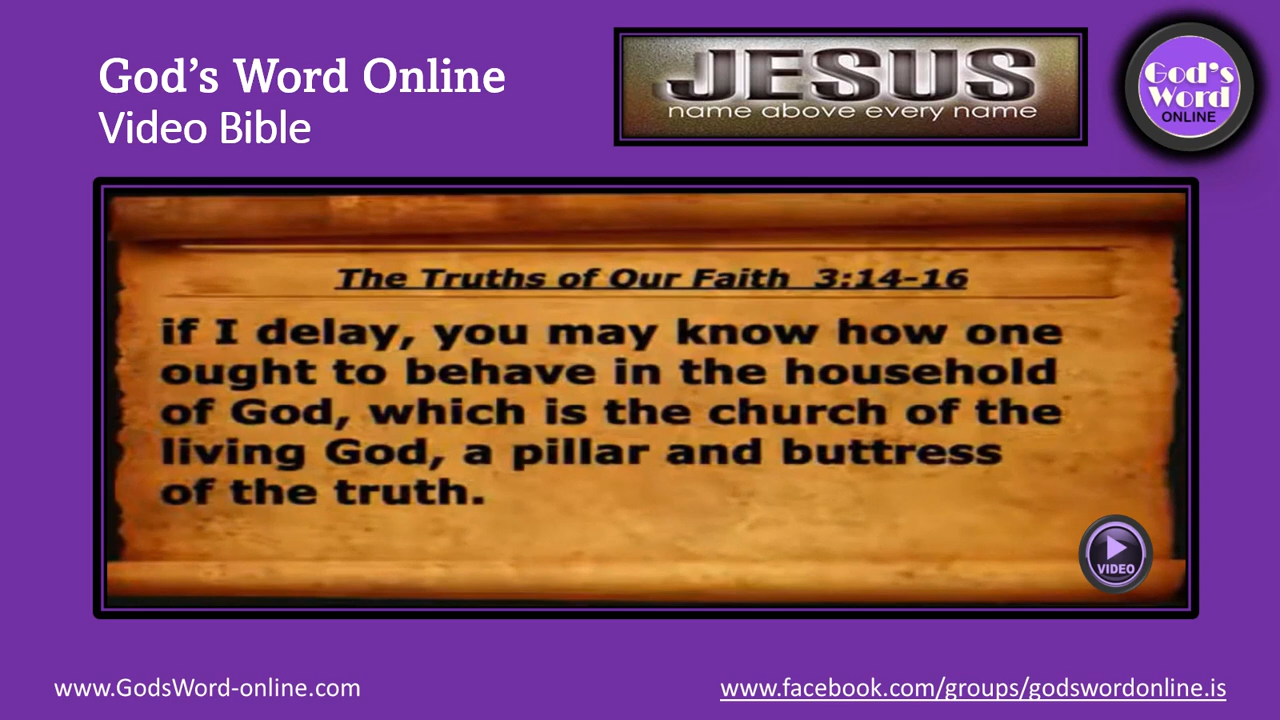 God's Word Online
Video Bible
JESUS
name above every name
God's
Word
ONLINE
The Truths of Our Faith 3:14-16
if I delay, you may know how one
ought to behave in the household
of God, which is the church of the
living God, a pillar and buttress
of the truth.
VIDEO
www.GodsWord-online.com
www.facebook.com/groups/godswordonline.is